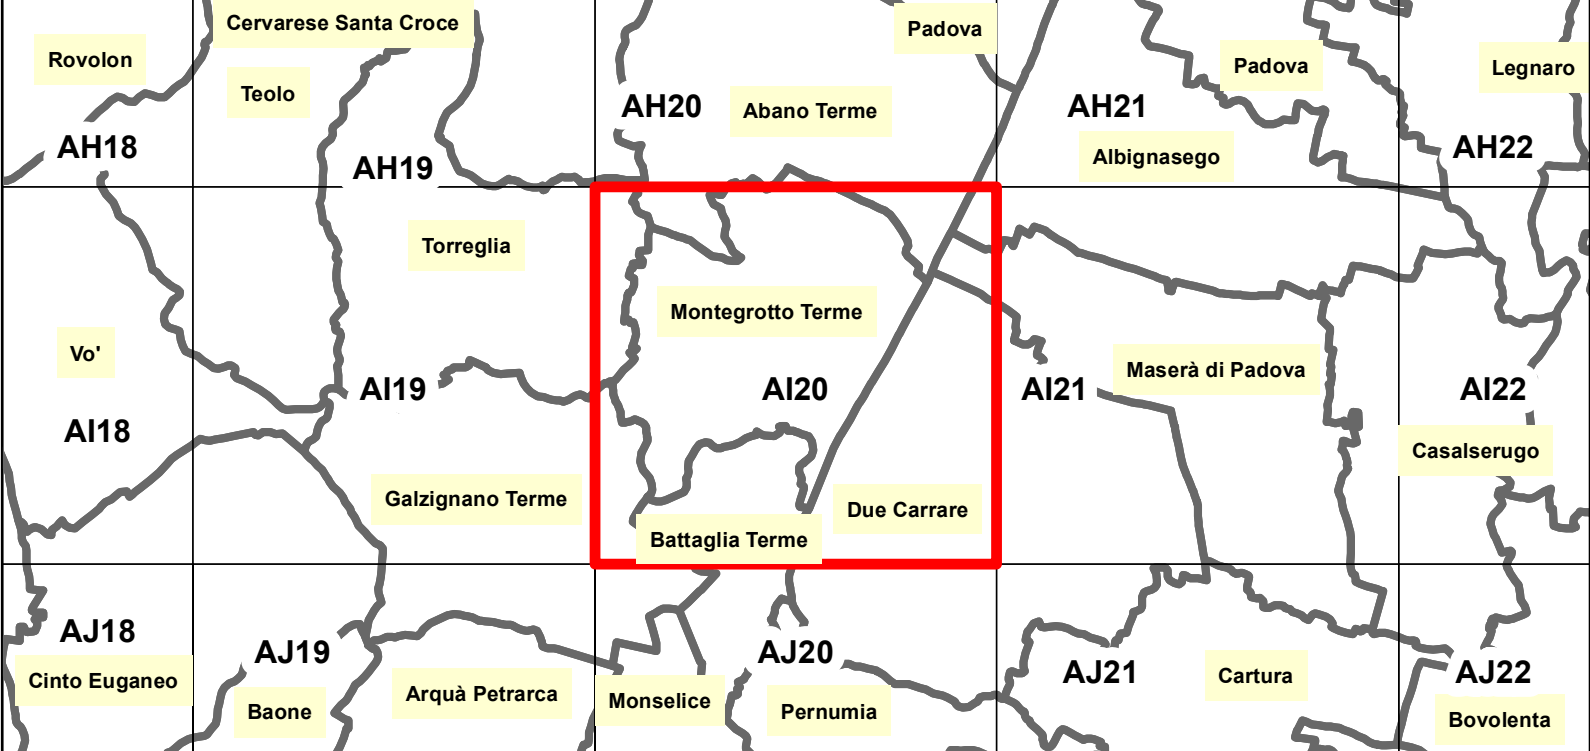 Cervarese Santa Croce
Padova
Rovolon
Padova
Legnaro
Teolo
AH20
Abano Terme
AH21
AH18
AH19
Albignasego
AH22
Torreglia
Montegrotto Terme
Vo'
Maserà di Padova
AI19
AI20
AI21
AI22
AI18
Casalserugo
Galzignano Terme
Due Carrare
Battaglia Terme
AJ18
AJ19
AJ20
AJ21
AJ22
Cinto Euganeo
Cartura
Arquà Petrarca
Monselice
Baone
Pernumia
Bovolenta